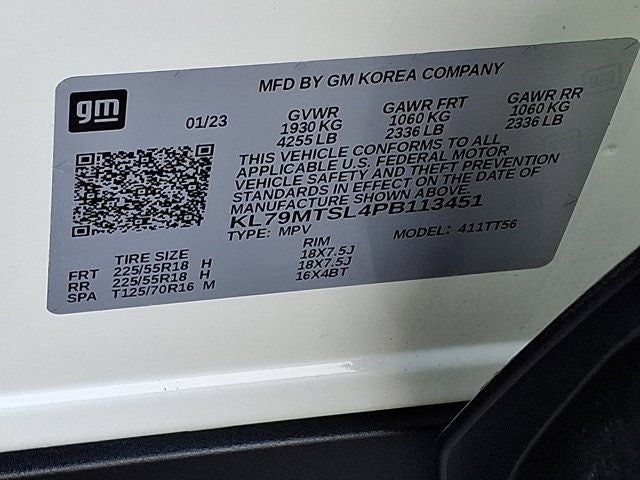 gm
MFD BY GM KOREA COMPANY
01/23
GVWR
1930 KG
4255 LB
GAWR FRT
1060 KG
2336 LB
GAWR RR
1060 KG
2336 LB
THIS VEHICLE CONFORMS TO ALL
APPLICABLE U.S. FEDERAL MOTOR
VEHICLE SAFETY AND THEFT PREVENTION
STANDARDS IN EFFECT ON THE DATE OF
MANUFACTURE SHOWN ABOVE.
KL79MTSL4PB113451
TYPE: MPV MODEL: 411TT56
TIRE SIZE RIM
FRT 225/55R18 H 18X7.5J
RR 225/55R18 H 18X7.5J
SPA T125/70R16 M 16X4BT